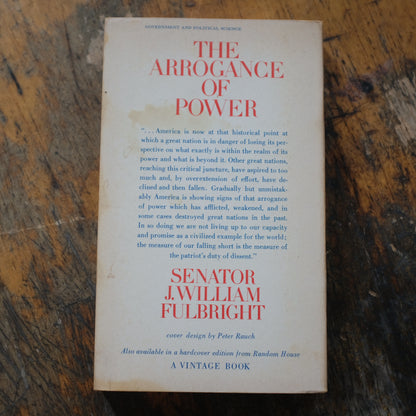 GOVERNMENT AND POLITICAL SCIENCE
THE
ARROGANCE
OF
POWER
". . . America is now at that historical point at
which a great nation is in danger of losing its per-
spective on what exactly is within the realm of its
power and what is beyond it. Other great nations,
reaching this critical juncture, have aspired to too
much and, by overextension of effort, have de-
clined and then fallen. Gradually but unmistak-
ably America is showing signs of that arrogance
of power which has afflicted, weakened, and in
some cases destroyed great nations in the past.
In so doing we are not living up to our capacity
and promise as a civilized example for the world;
the measure of our falling short is the measure of
the patriot's duty of dissent."
SENATOR
J. WILLIAM
FULBRIGHT
cover design by Peter Rauch
Also available in a hardcover edition from Random House
A VINTAGE BOOK